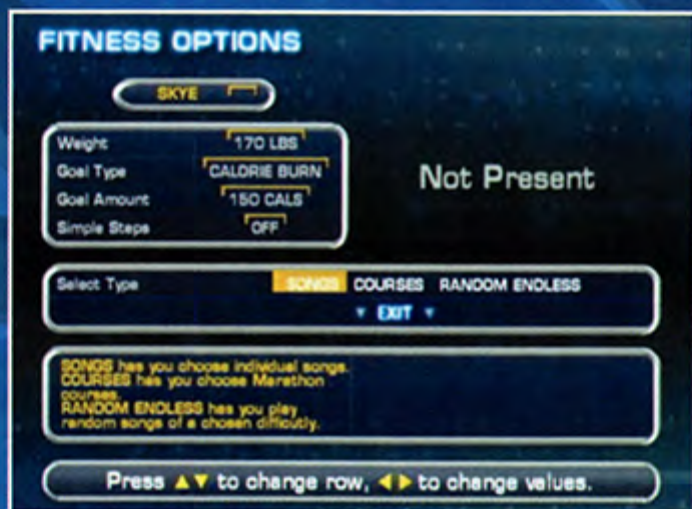 FITNESS OPTIONS
SKYE
Weight 170 LBS
Goal Type CALORIE BURN
Goal Amount 150 CALS
Simple Steps OFF
Not Present
Select Type SONGS COURSES RANDOM ENDLESS
▼ EXIT ▼
SONGS has you choose individual songs.
COURSES has you choose Marathon
courses.
RANDOM ENDLESS has you play
random songs of a chosen difficutly.
Press ▲▼ to change row, ◀▶ to change values.